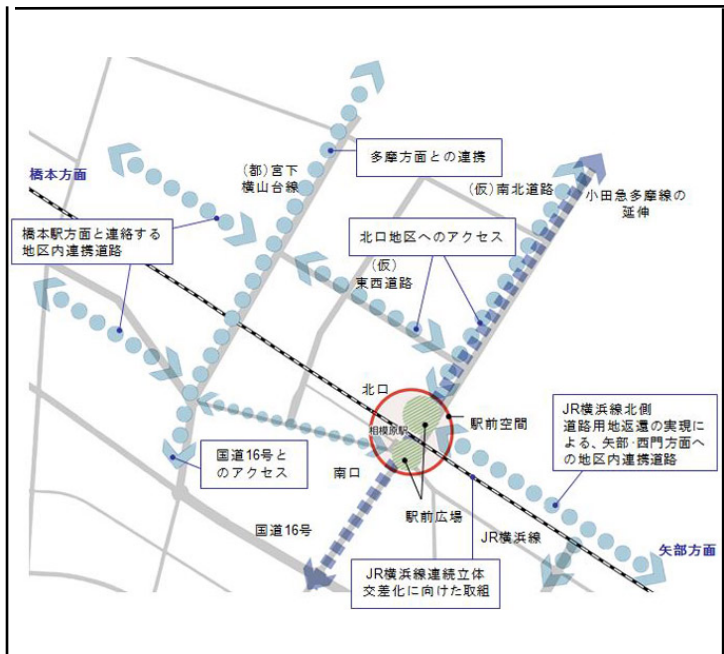 多摩方面との連携
(都)宮下
横山台線
橋本方面
(仮)南北道路
小田急多摩線の
延伸
橋本駅方面と連絡する
地区内連携道路
北口地区へのアクセス
(仮)
東西道路
北口
相模原駅
駅前空間
JR横浜線北側
道路用地返還の実現に
よる、矢部・西門方面へ
の地区内連携道路
国道16号と
のアクセス
南口
駅前広場
国道16号
JR横浜線
矢部方面
JR横浜線連続立体
交差化に向けた取組